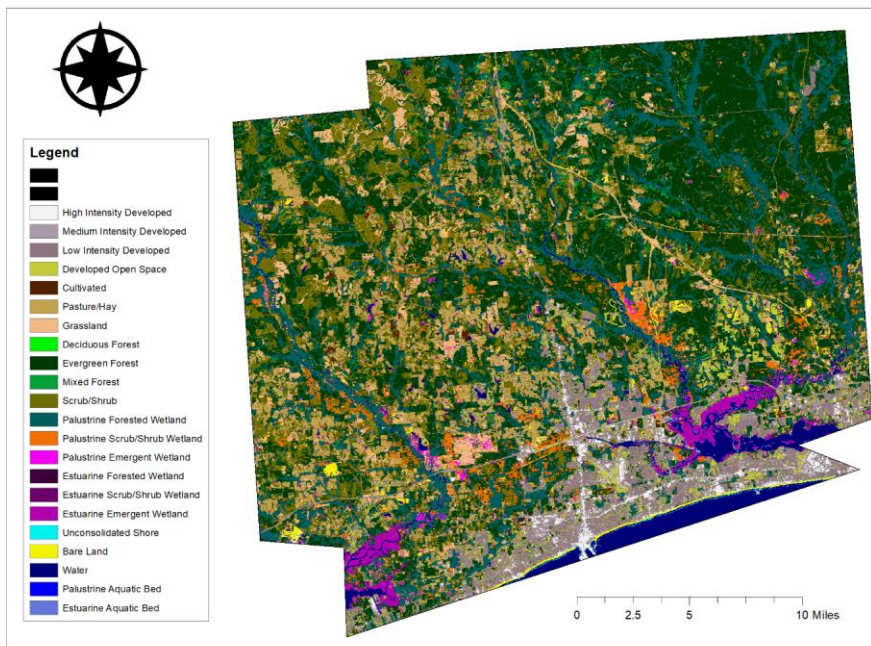 Legend
High Intensity Developed
Medium Intensity Developed
Low Intensity Developed
Developed Open Space
Cultivated
Pasture/Hay
Grassland
Deciduous Forest
Evergreen Forest
Mixed Forest
Scrub/Shrub
Palustrine Forested Wetland
Palustrine Scrub/Shrub Wetland
Palustrine Emergent Wetland
Estuarine Forested Wetland
Estuarine Scrub/Shrub Wetland
Estuarine Emergent Wetland
Unconsolidated Shore
Bare Land
Water
Palustrine Aquatic Bed
Estuarine Aquatic Bed
0 2.5 5 10 Miles